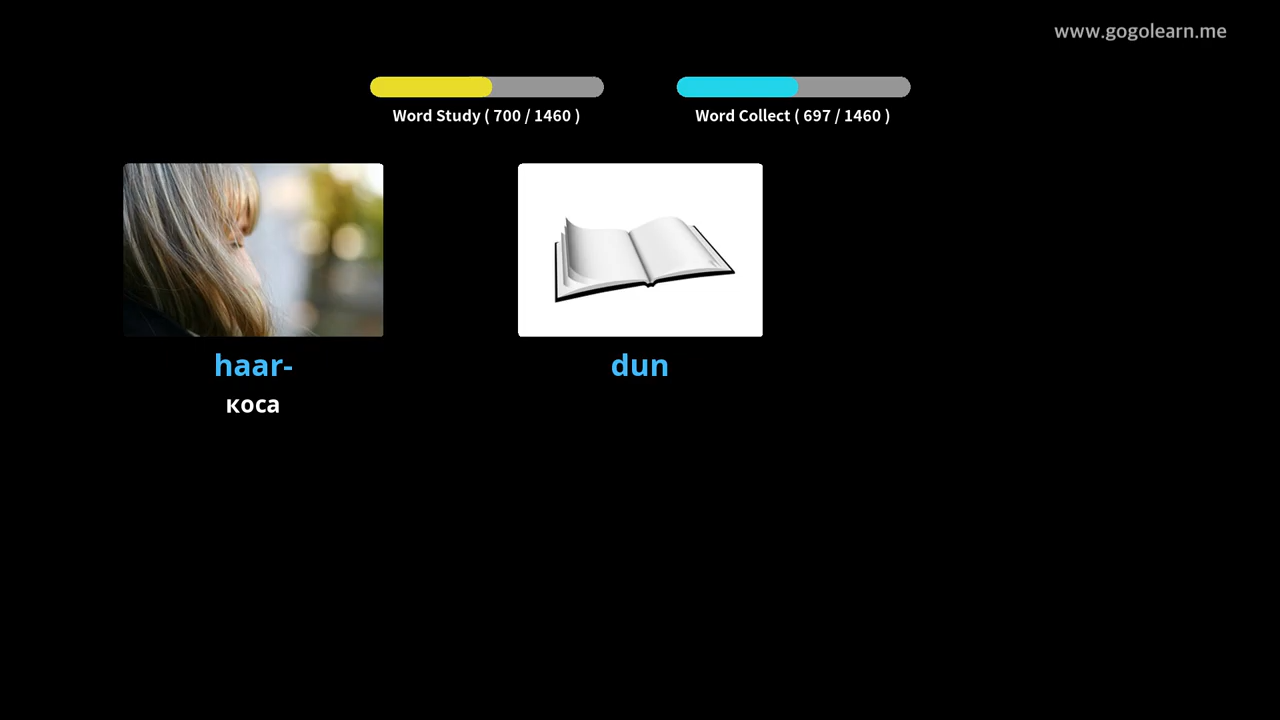 www.gogolearn.me
Word Study ( 700 / 1460 )
Word Collect ( 697 / 1460 )
haar-
dun
коса